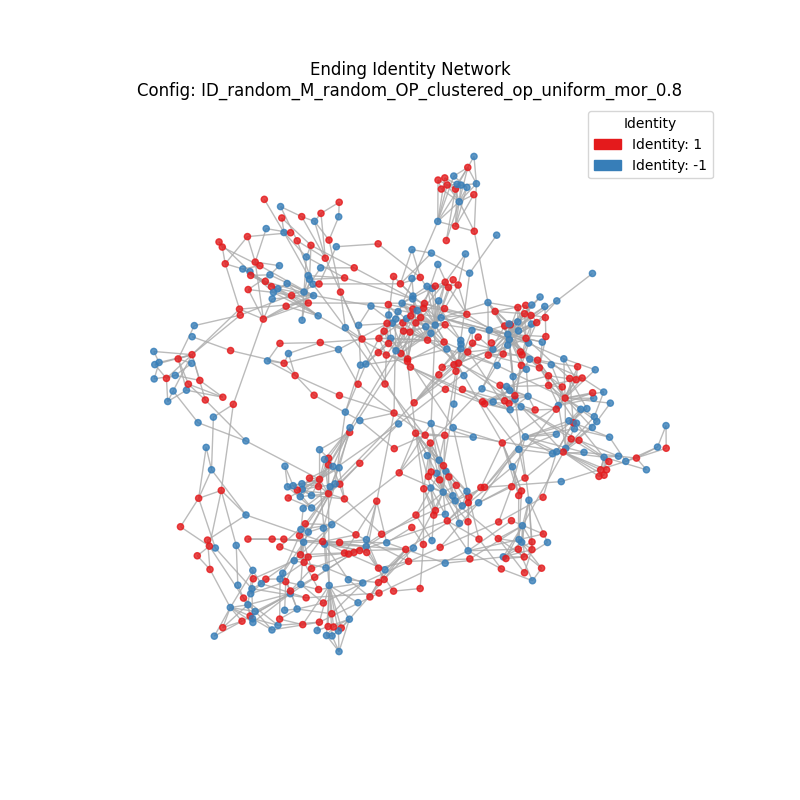 Ending Identity Network
Config: ID_random_M_random_OP_clustered_op_uniform_mor_0.8
Identity
Identity: 1
Identity: -1